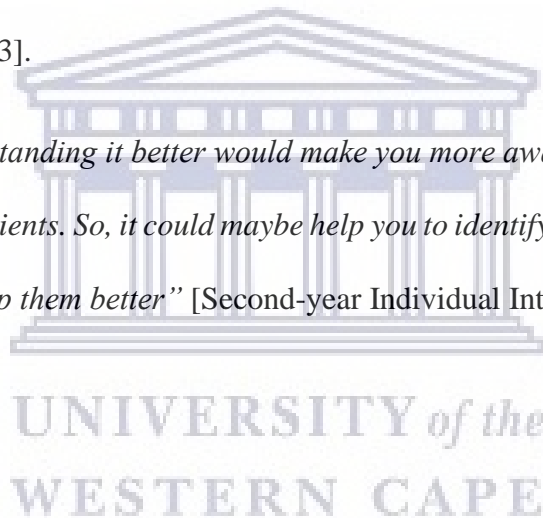 3].
standing it better would make you more awa
ients. So, it could maybe help you to identify
p them better” [Second-year Individual Int
UNIVERSITY of the
WESTERN CAPE